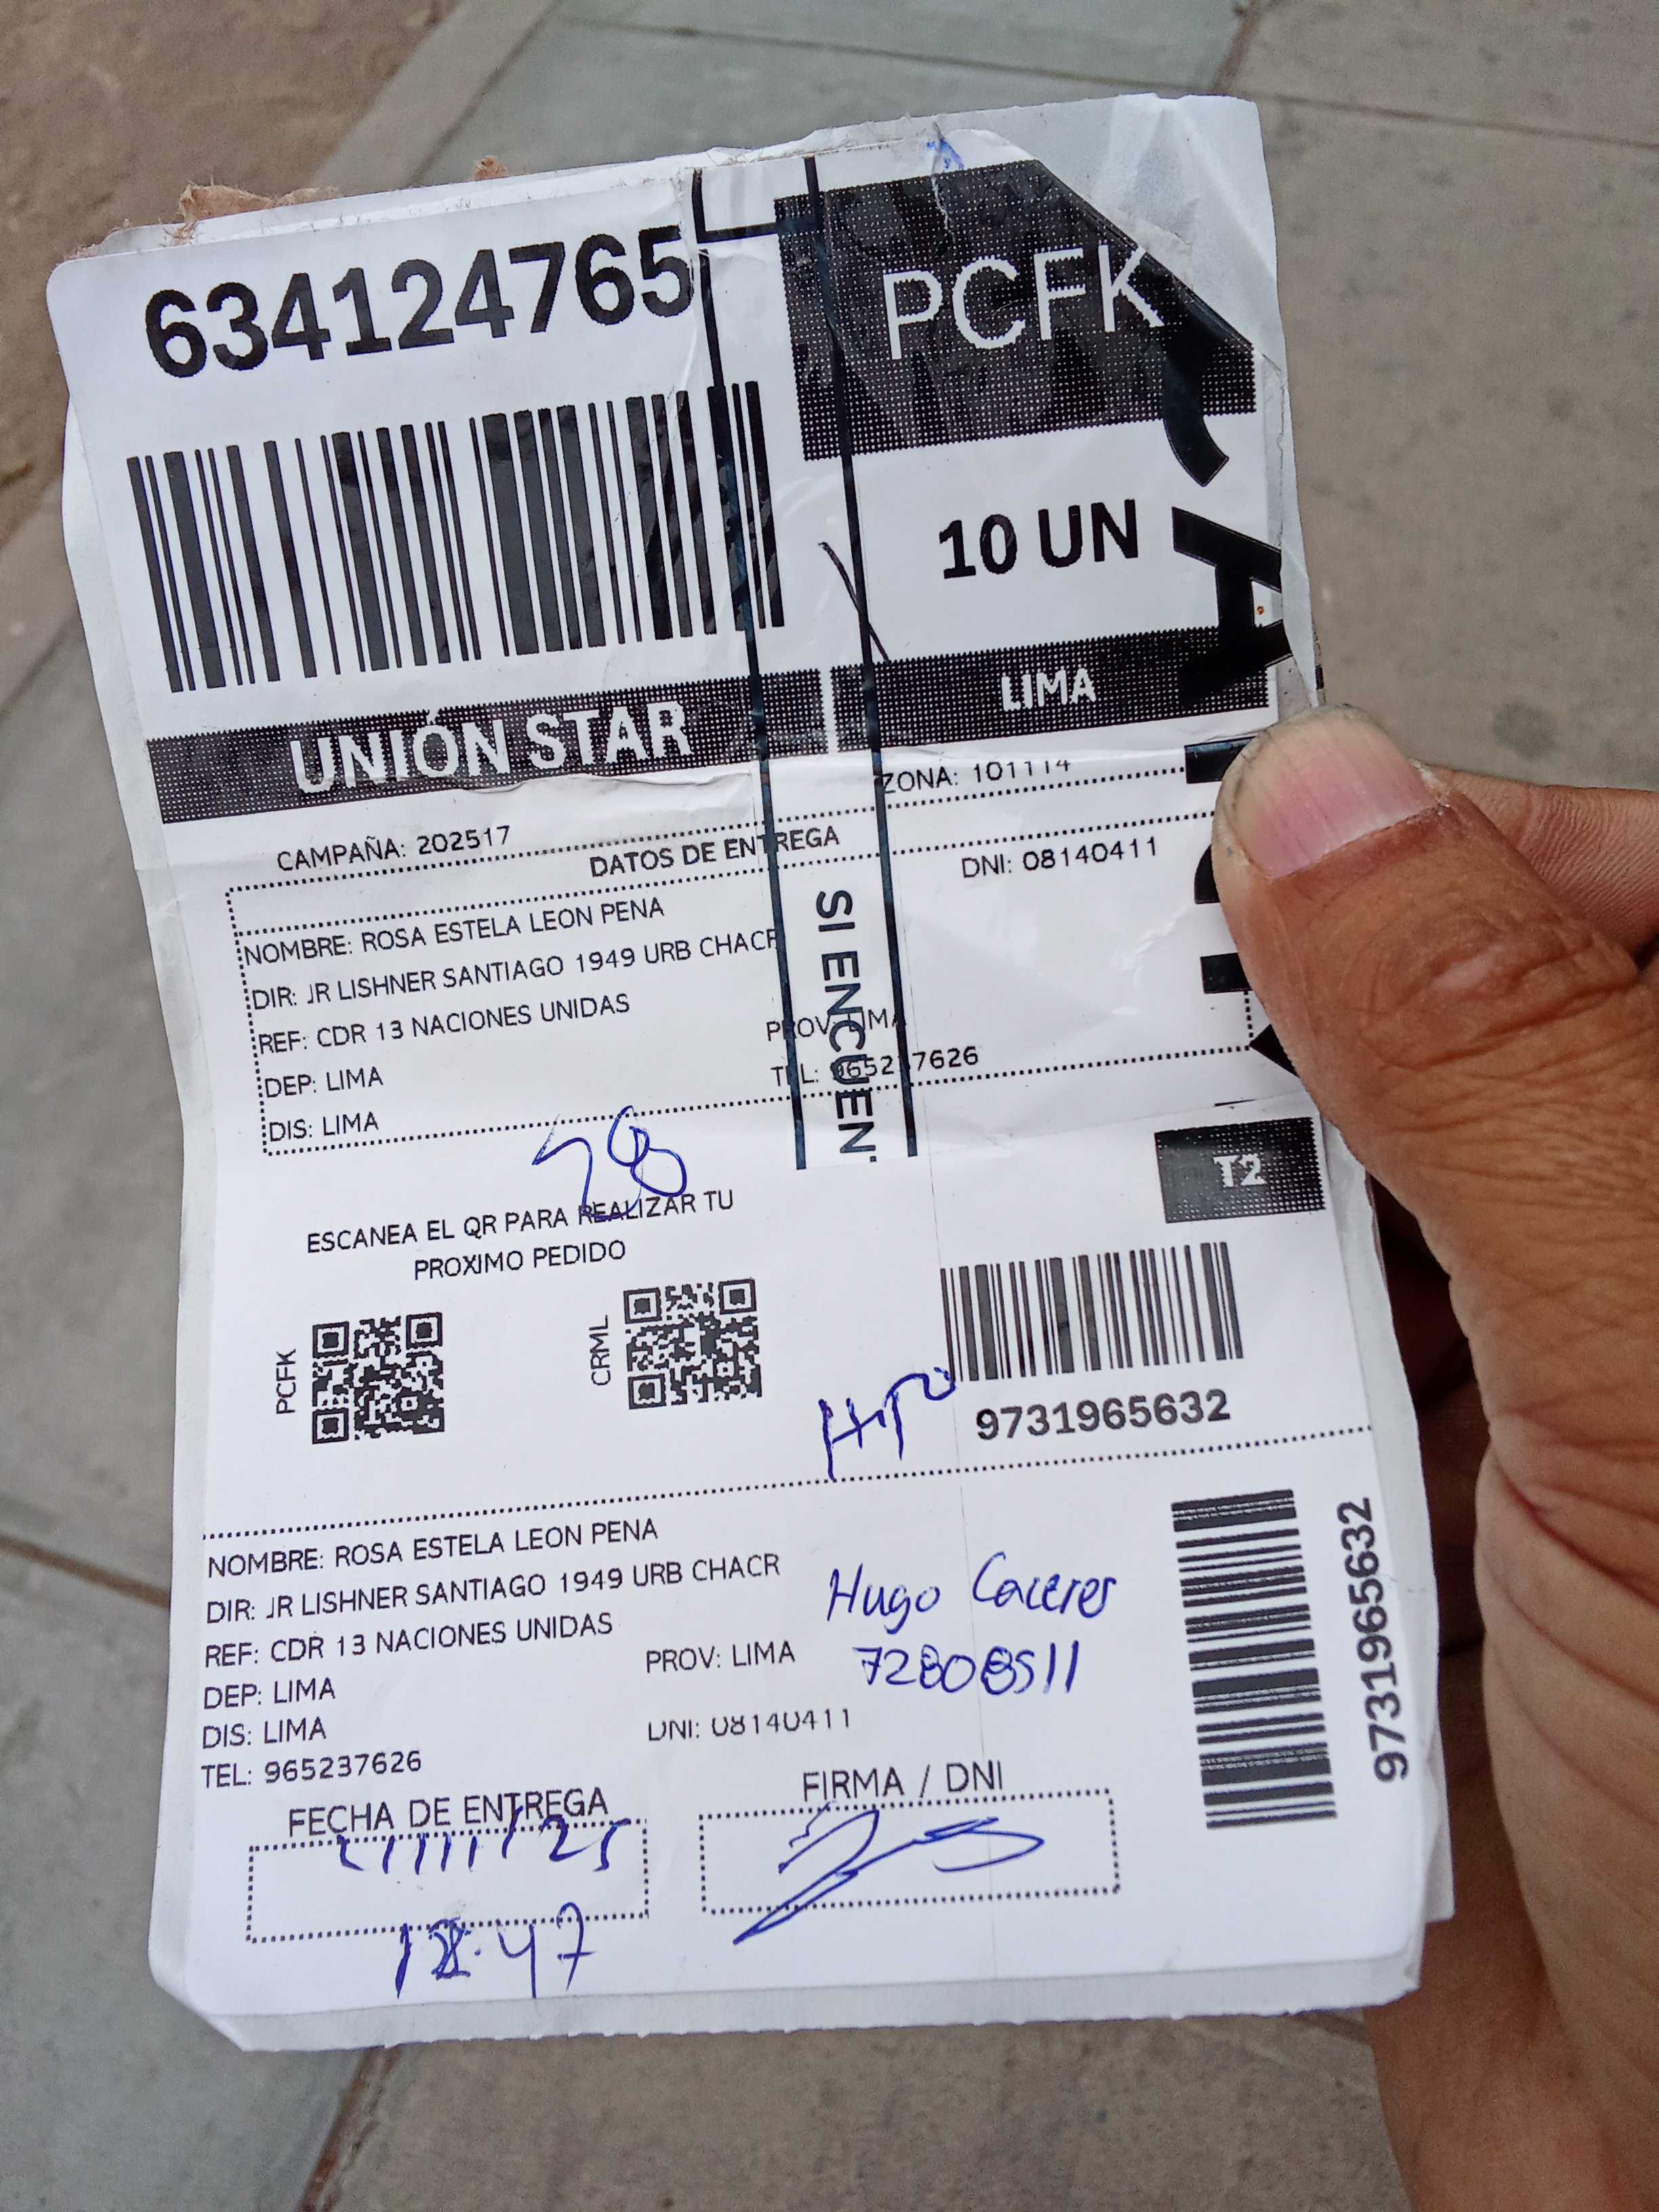 634124765
PCFK
10 UN
UNIÓN STAR
LIMA
CAMPAÑA: 202517
ZONA: 101114
DATOS DE ENTREGA
NOMBRE: ROSA ESTELA LEON PENA
DNI: 08140411
DIR: JR LISHNER SANTIAGO 1949 URB CHACR
REF: CDR 13 NACIONES UNIDAS
DEP: LIMA
PROV: LIMA
DIS: LIMA
TEL: 965237626
SI ENCUEN
T2
ESCANEA EL QR PARA REALIZAR TU
PROXIMO PEDIDO
PCFK
CRML
9731965632
NOMBRE: ROSA ESTELA LEON PENA
DIR: JR LISHNER SANTIAGO 1949 URB CHACR
REF: CDR 13 NACIONES UNIDAS
DEP: LIMA
PROV: LIMA
DIS: LIMA
DNI: 08140411
TEL: 965237626
Hugo Caceres
72808511
9731965632
FECHA DE ENTREGA
FIRMA / DNI